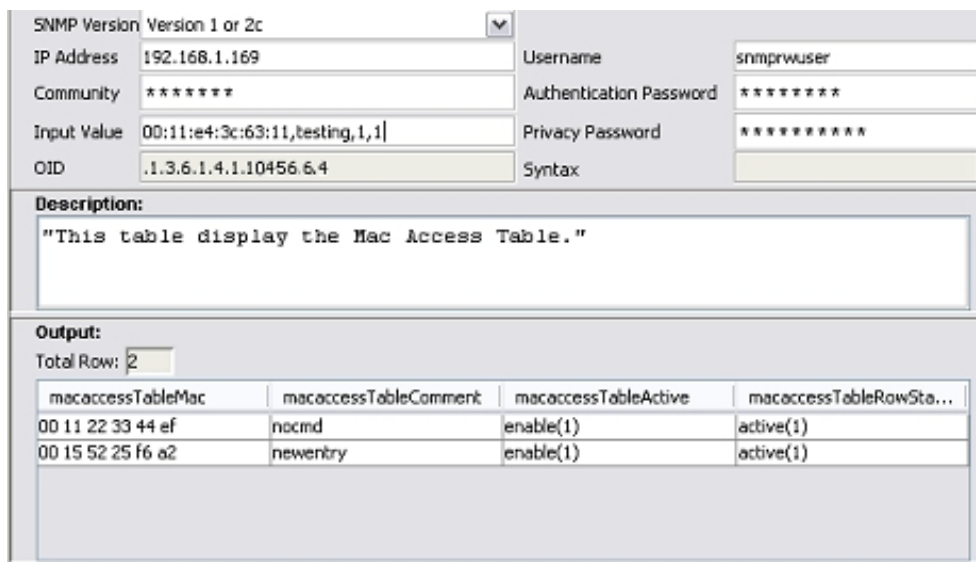 SNMP Version Version 1 or 2c
IP Address 192.168.1.169 Username snmprwuser
Community ******* Authentication Password ********
Input Value 00:11:e4:3c:63:11,testing,1,1 Privacy Password **********
OID .1.3.6.1.4.1.10456.6.4 Syntax
Description:
"This table display the Mac Access Table."
Output:
Total Row: 2
macaccessTableMac macaccessTableComment macaccessTableActive macaccessTableRowSta...
00 11 22 33 44 ef nocmd enable(1) active(1)
00 15 52 25 f6 a2 newentry enable(1) active(1)